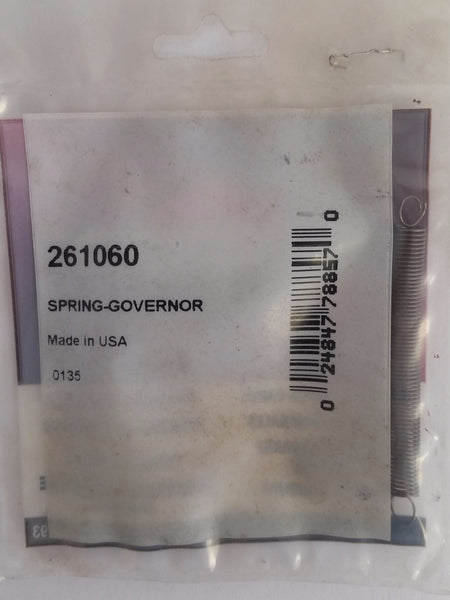 261060
SPRING-GOVERNOR
Made in USA
0135
0 24847 78857 0